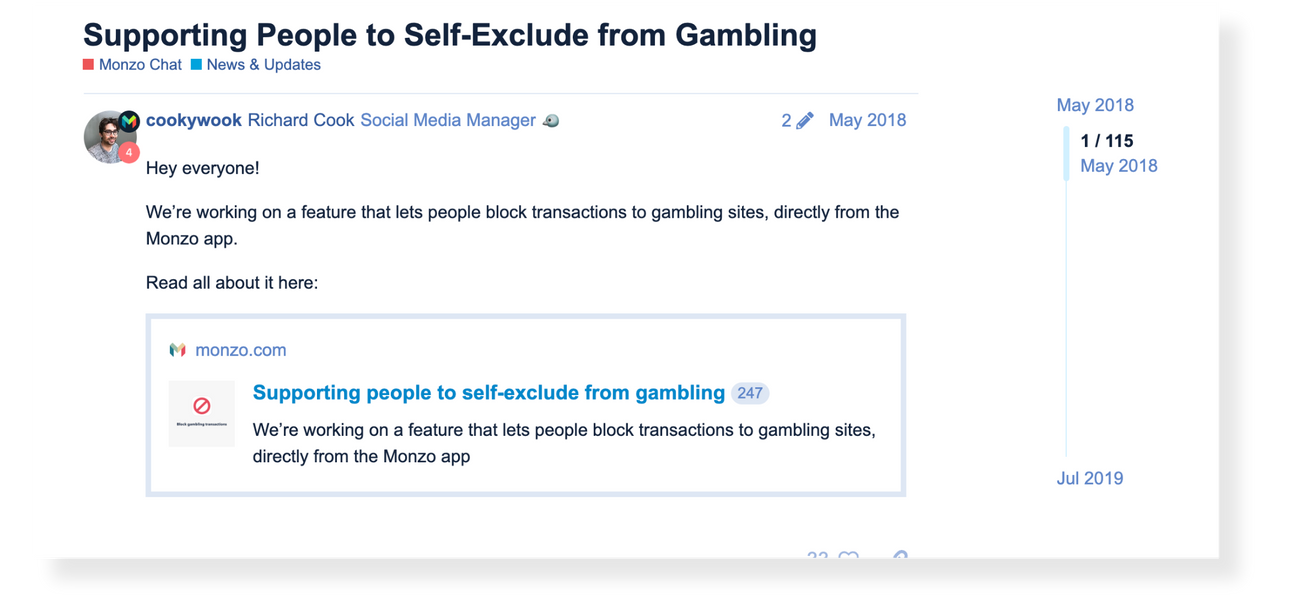 Supporting People to Self-Exclude from Gambling
Monzo Chat News & Updates
cookywook Richard Cook Social Media Manager
2 May 2018
4
Hey everyone!
We’re working on a feature that lets people block transactions to gambling sites, directly from the
Monzo app.
Read all about it here:
monzo.com
Supporting people to self-exclude from gambling 247
Block gambling transactions
We’re working on a feature that lets people block transactions to gambling sites,
directly from the Monzo app
May 2018
1 / 115
May 2018
Jul 2019